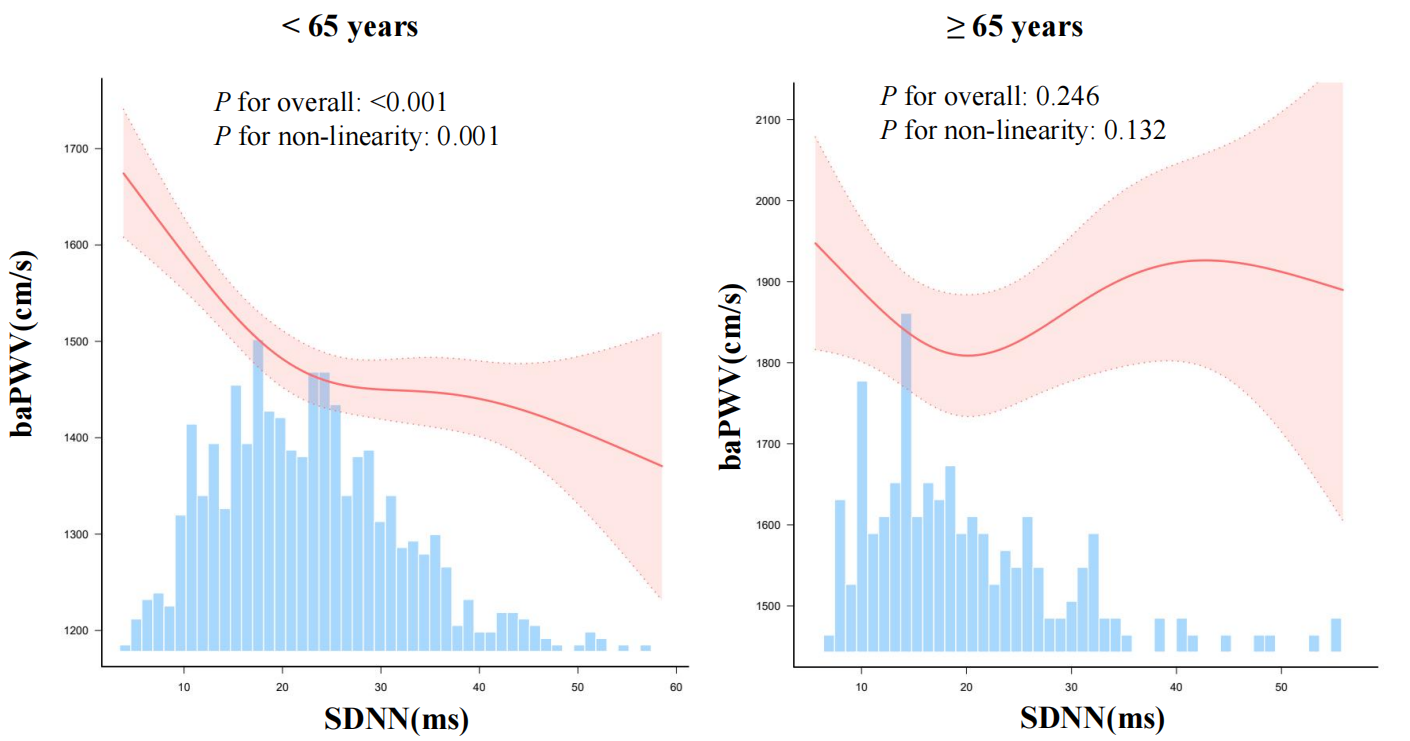 < 65 years
P for overall: <0.001
P for non-linearity: 0.001
baPWV(cm/s)
1700
1600
1500
1400
1300
1200
10 20 30 40 50 60
SDNN(ms)
≥ 65 years
P for overall: 0.246
P for non-linearity: 0.132
baPWV(cm/s)
2100
2000
1900
1800
1700
1600
1500
10 20 30 40 50
SDNN(ms)